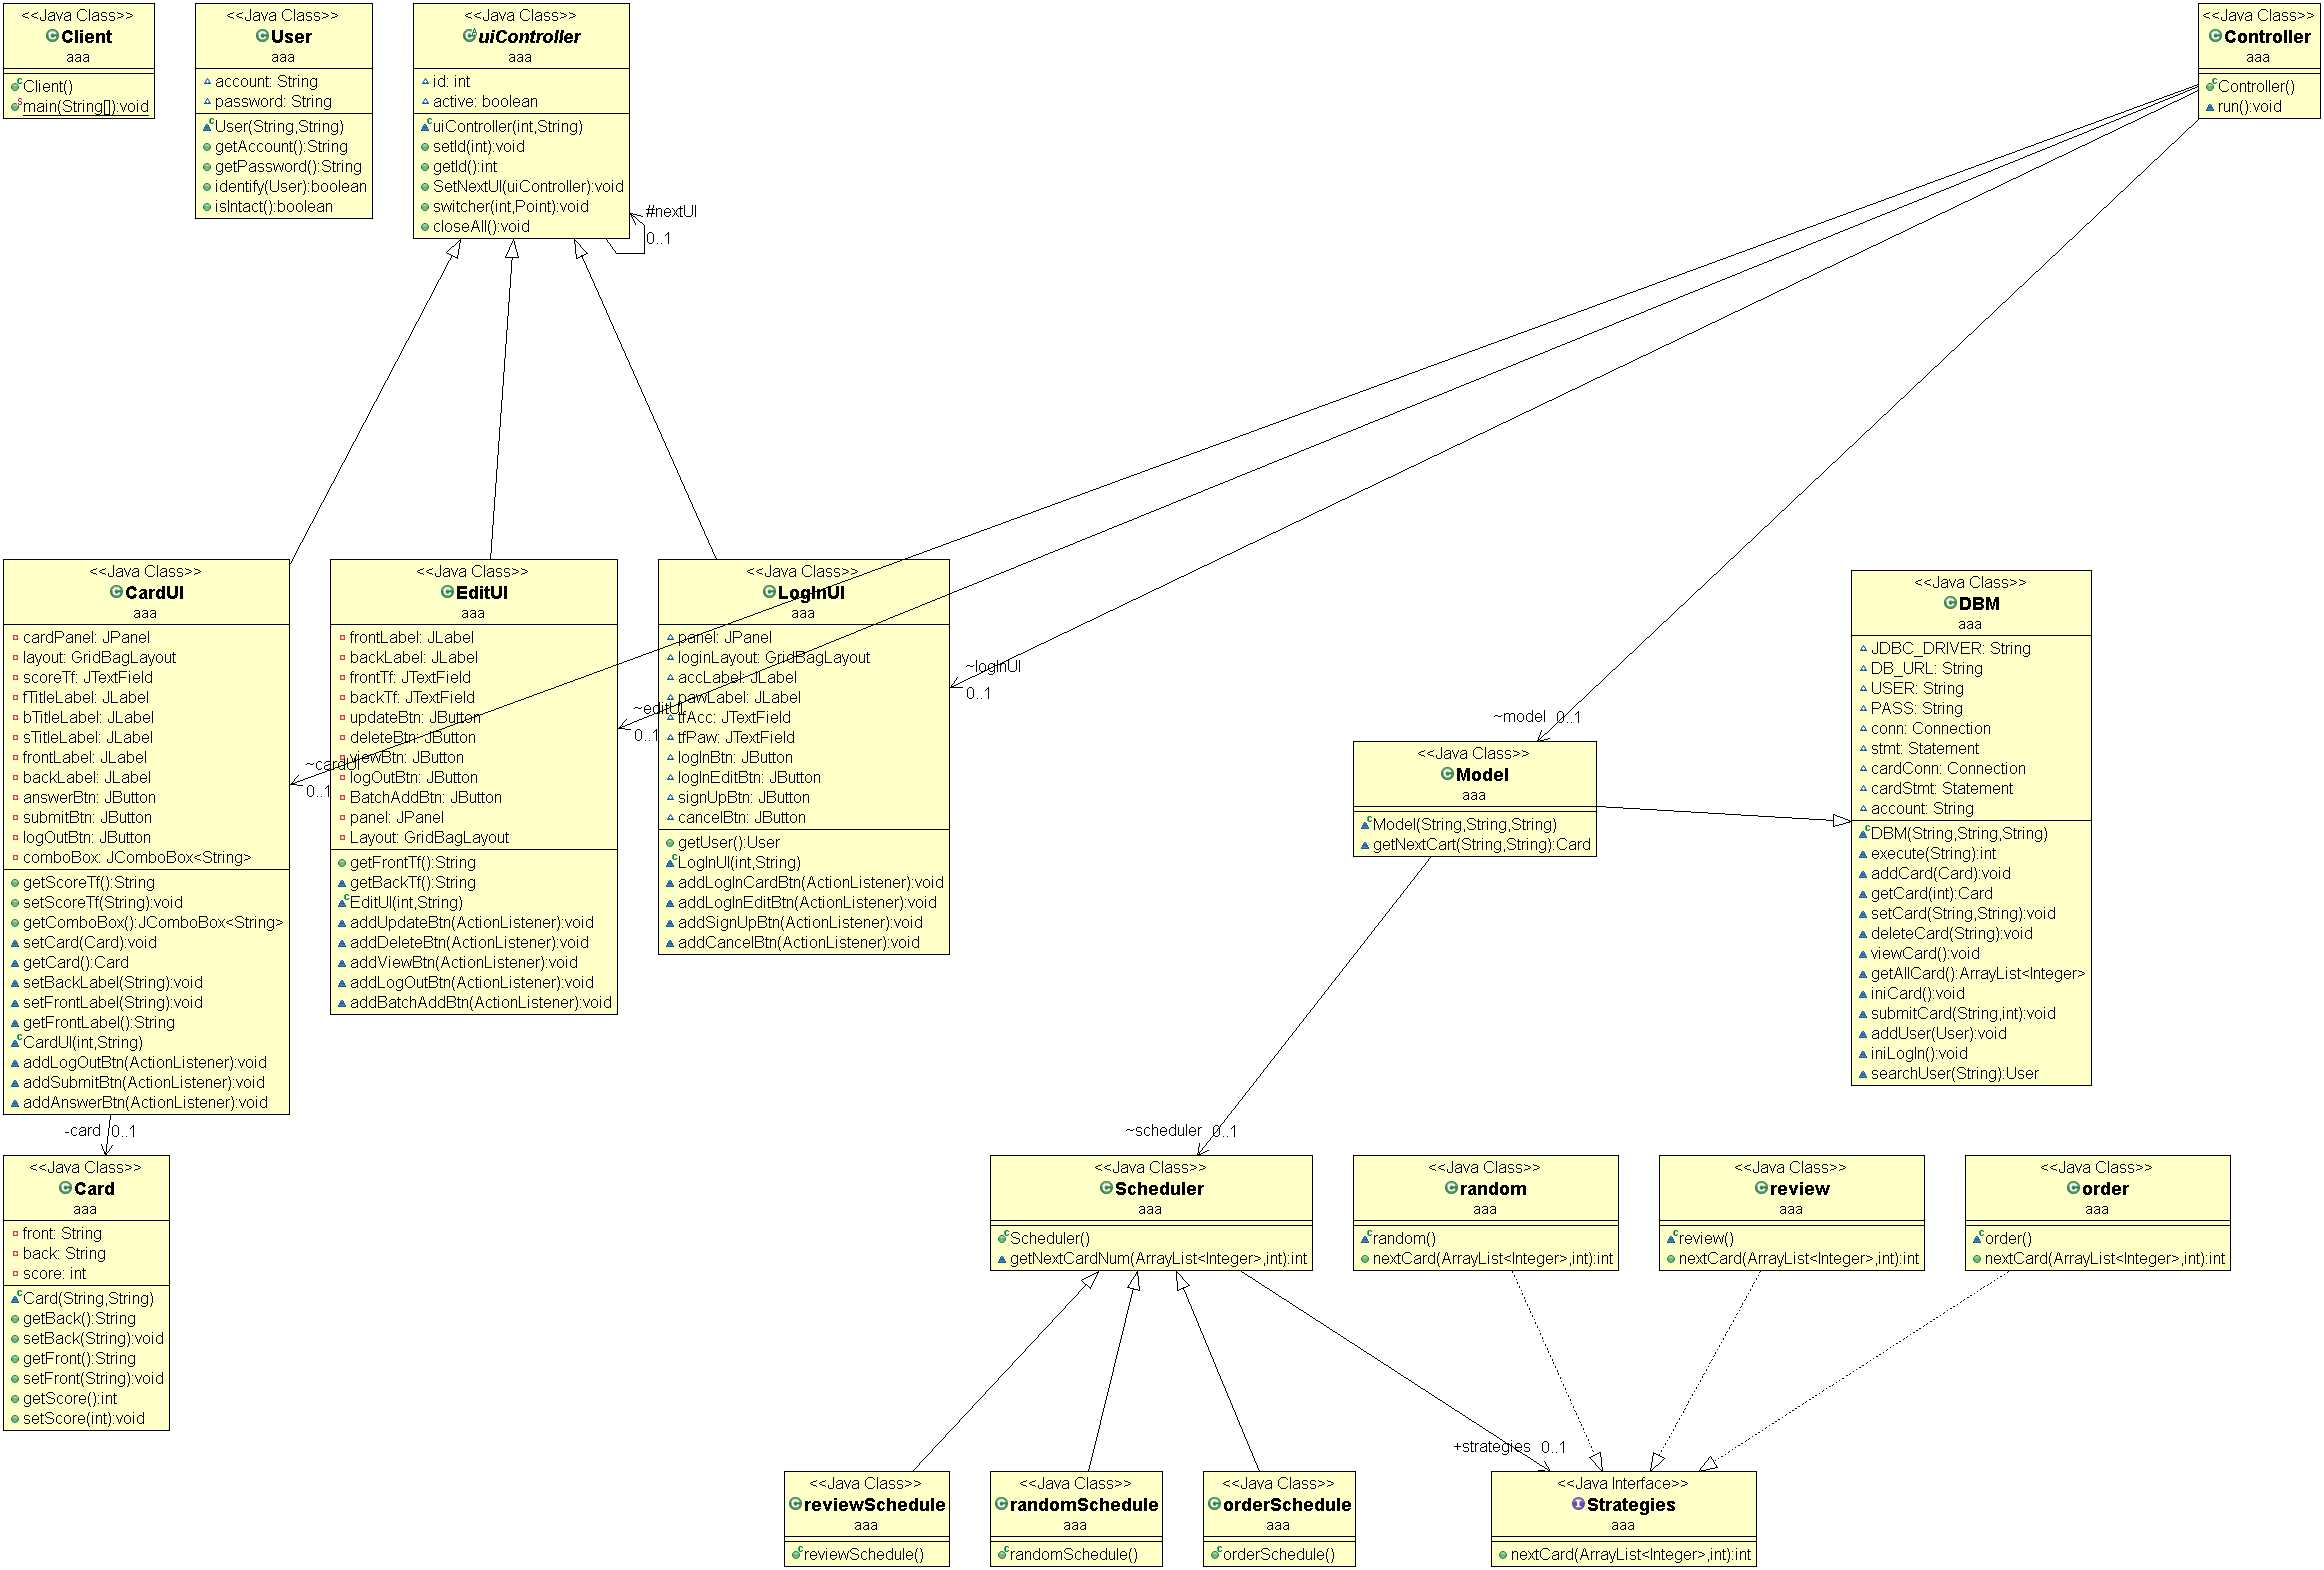 <<Java Class>>
Client
aaa
Client()
main(String[]):void
<<Java Class>>
User
aaa
account: String
password: String
User(String,String)
getAccount():String
getPassword():String
identify(User):boolean
isIntact():boolean
<<Java Class>>
uiController
aaa
id: int
active: boolean
uiController(int,String)
setId(int):void
getId():int
SetNextUI(uiController):void
switcher(int,Point):void
closeAll():void
#nextUI
0..1
<<Java Class>>
Controller
aaa
Controller()
run():void
<<Java Class>>
CardUI
aaa
cardPanel: JPanel
layout: GridBagLayout
scoreTf: JTextField
fTitleLabel: JLabel
bTitleLabel: JLabel
sTitleLabel: JLabel
frontLabel: JLabel
backLabel: JLabel
answerBtn: JButton
submitBtn: JButton
logOutBtn: JButton
comboBox: JComboBox<String>
getScoreTf():String
setScoreTf(String):void
getComboBox():JComboBox<String>
setCard(Card):void
getCard():Card
setBackLabel(String):void
setFrontLabel(String):void
getFrontLabel():String
CardUI(int,String)
addLogOutBtn(ActionListener):void
addSubmitBtn(ActionListener):void
addAnswerBtn(ActionListener):void
~cardUI
0..1
<<Java Class>>
EditUI
aaa
frontLabel: JLabel
backLabel: JLabel
frontTf: JTextField
backTf: JTextField
updateBtn: JButton
deleteBtn: JButton
viewBtn: JButton
logOutBtn: JButton
BatchAddBtn: JButton
panel: JPanel
Layout: GridBagLayout
getFrontTf():String
getBackTf():String
EditUI(int,String)
addUpdateBtn(ActionListener):void
addDeleteBtn(ActionListener):void
addViewBtn(ActionListener):void
addLogOutBtn(ActionListener):void
addBatchAddBtn(ActionListener):void
~editUI
0..1
<<Java Class>>
LogInUI
aaa
panel: JPanel
loginLayout: GridBagLayout
accLabel: JLabel
pawLabel: JLabel
tfAcc: JTextField
tfPaw: JTextField
logInBtn: JButton
logInEditBtn: JButton
signUpBtn: JButton
cancelBtn: JButton
getUser():User
LogInUI(int,String)
addLogInCardBtn(ActionListener):void
addLogInEditBtn(ActionListener):void
addSignUpBtn(ActionListener):void
addCancelBtn(ActionListener):void
~logInUI
0..1
~model 0..1
<<Java Class>>
Model
aaa
Model(String,String,String)
getNextCart(String,String):Card
<<Java Class>>
DBM
aaa
JDBC_DRIVER: String
DB_URL: String
USER: String
PASS: String
conn: Connection
stmt: Statement
cardConn: Connection
cardStmt: Statement
account: String
DBM(String,String,String)
execute(String):int
addCard(Card):void
getCard(int):Card
setCard(String,String):void
deleteCard(String):void
viewCard():void
getAllCard():ArrayList<Integer>
iniCard():void
submitCard(String,int):void
addUser(User):void
iniLogIn():void
searchUser(String):User
-card 0..1
<<Java Class>>
Card
aaa
front: String
back: String
score: int
Card(String,String)
getBack():String
setBack(String):void
getFront():String
setFront(String):void
getScore():int
setScore(int):void
~scheduler 0..1
<<Java Class>>
Scheduler
aaa
Scheduler()
getNextCardNum(ArrayList<Integer>,int):int
<<Java Class>>
random
aaa
random()
nextCard(ArrayList<Integer>,int):int
<<Java Class>>
review
aaa
review()
nextCard(ArrayList<Integer>,int):int
<<Java Class>>
order
aaa
order()
nextCard(ArrayList<Integer>,int):int
<<Java Class>>
reviewSchedule
aaa
reviewSchedule()
<<Java Class>>
randomSchedule
aaa
randomSchedule()
<<Java Class>>
orderSchedule
aaa
orderSchedule()
+strategies 0..1
<<Java Interface>>
Strategies
aaa
nextCard(ArrayList<Integer>,int):int